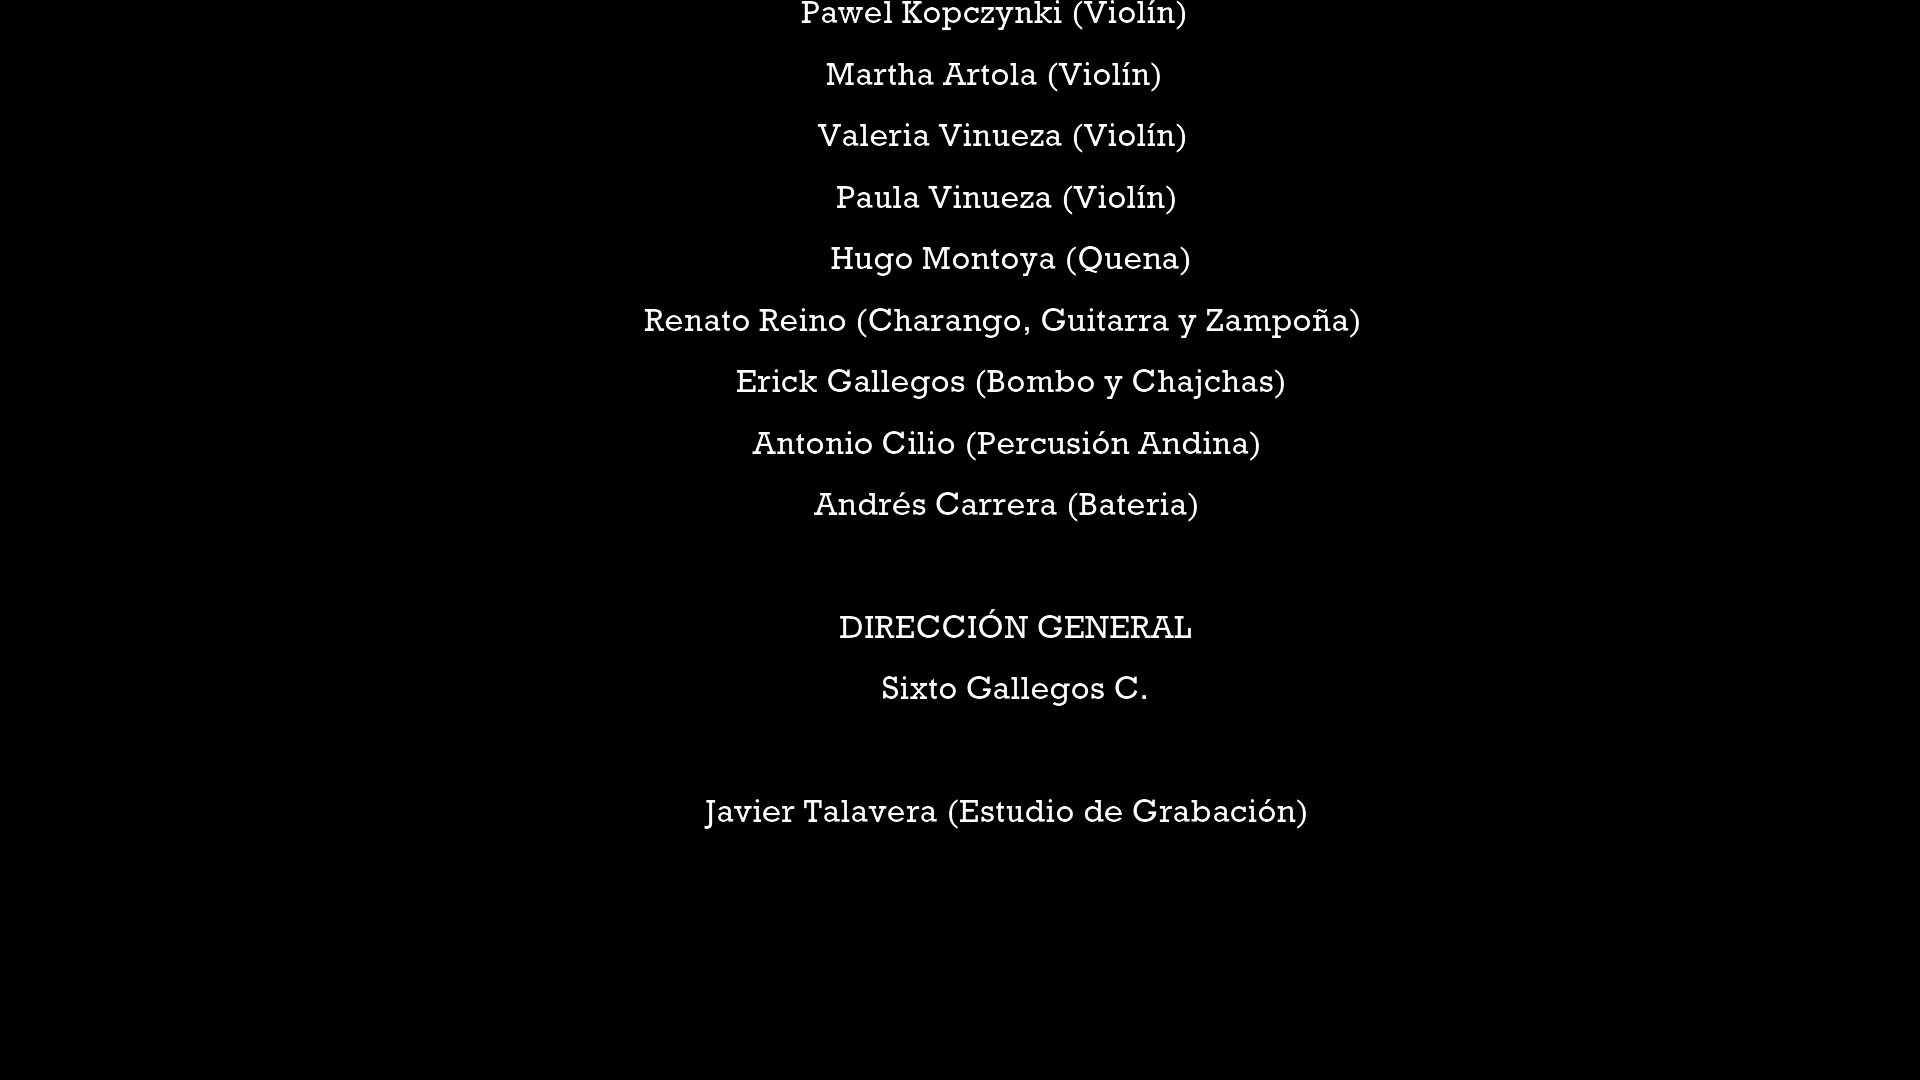 Pawel Kopczynki (Violín)
Martha Artola (Violín)
Valeria Vinueza (Violín)
Paula Vinueza (Violín)
Hugo Montoya (Quena)
Renato Reino (Charango, Guitarra y Zampoña)
Erick Gallegos (Bombo y Chajchas)
Antonio Cilio (Percusión Andina)
Andrés Carrera (Bateria)
DIRECCIÓN GENERAL
Sixto Gallegos C.
Javier Talavera (Estudio de Grabación)